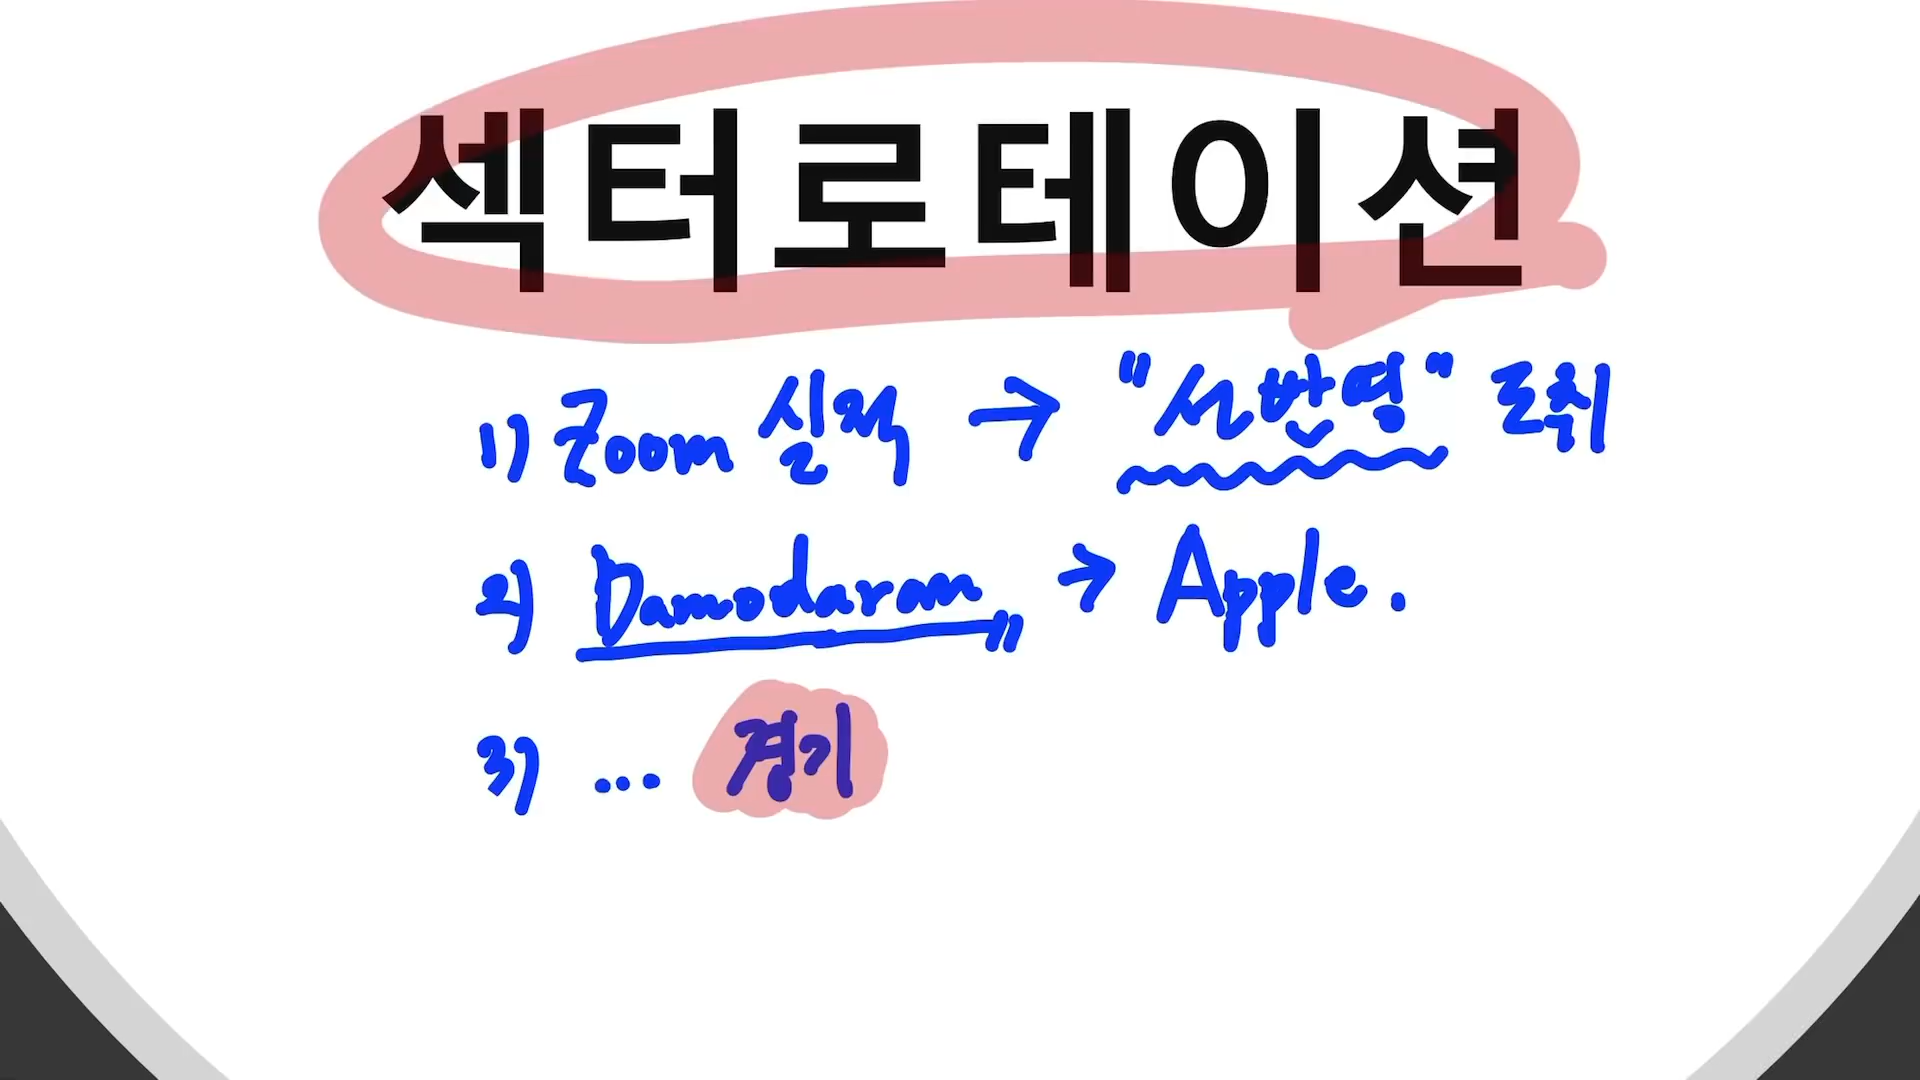 섹터로테이션
1) Zoom 실적 → "선반영" 도취
2) Damodaran → Apple.
3) ... 경기